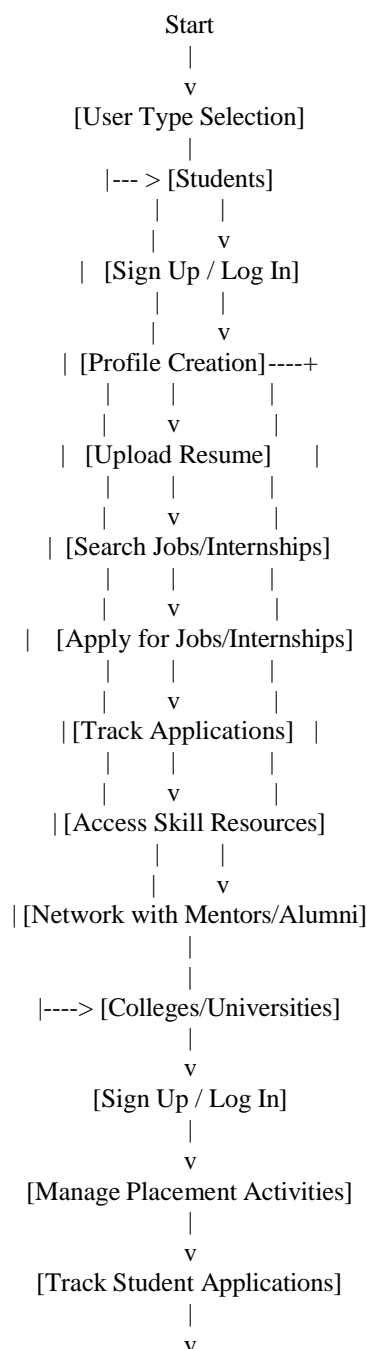 Start
|
v
[User Type Selection]
|
|--- > [Students]
| |
| v
| [Sign Up / Log In]
| |
| v
| [Profile Creation]----+
| | |
| v |
| [Upload Resume] |
| | |
| v |
| [Search Jobs/Internships]
| | |
| v |
| [Apply for Jobs/Internships]
| | |
| v |
| [Track Applications] |
| | |
| v |
| [Access Skill Resources]
| |
| v
| [Network with Mentors/Alumni]
|
|
|----> [Colleges/Universities]
|
v
[Sign Up / Log In]
|
v
[Manage Placement Activities]
|
v
[Track Student Applications]
|
v